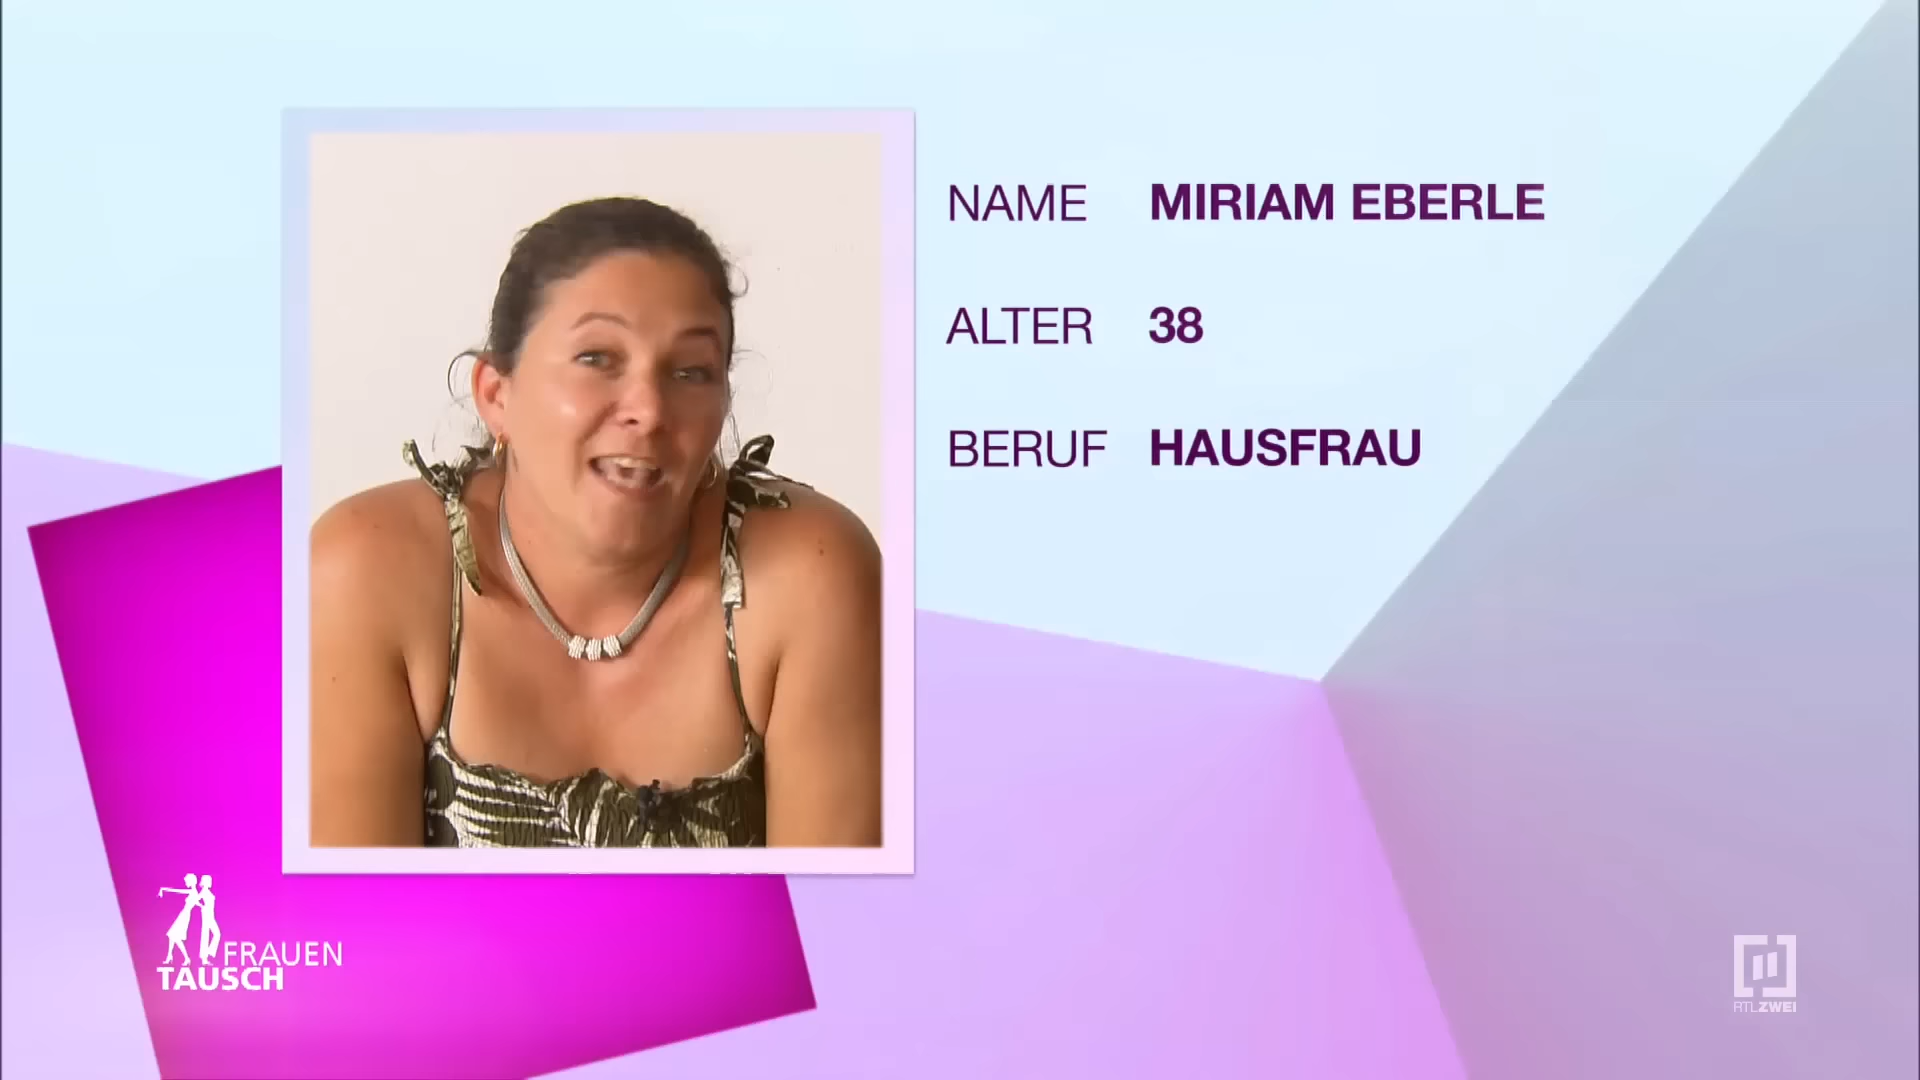 NAME MIRIAM EBERLE
ALTER 38
BERUF HAUSFRAU
FRAUEN
TAUSCH
RTLZWEI